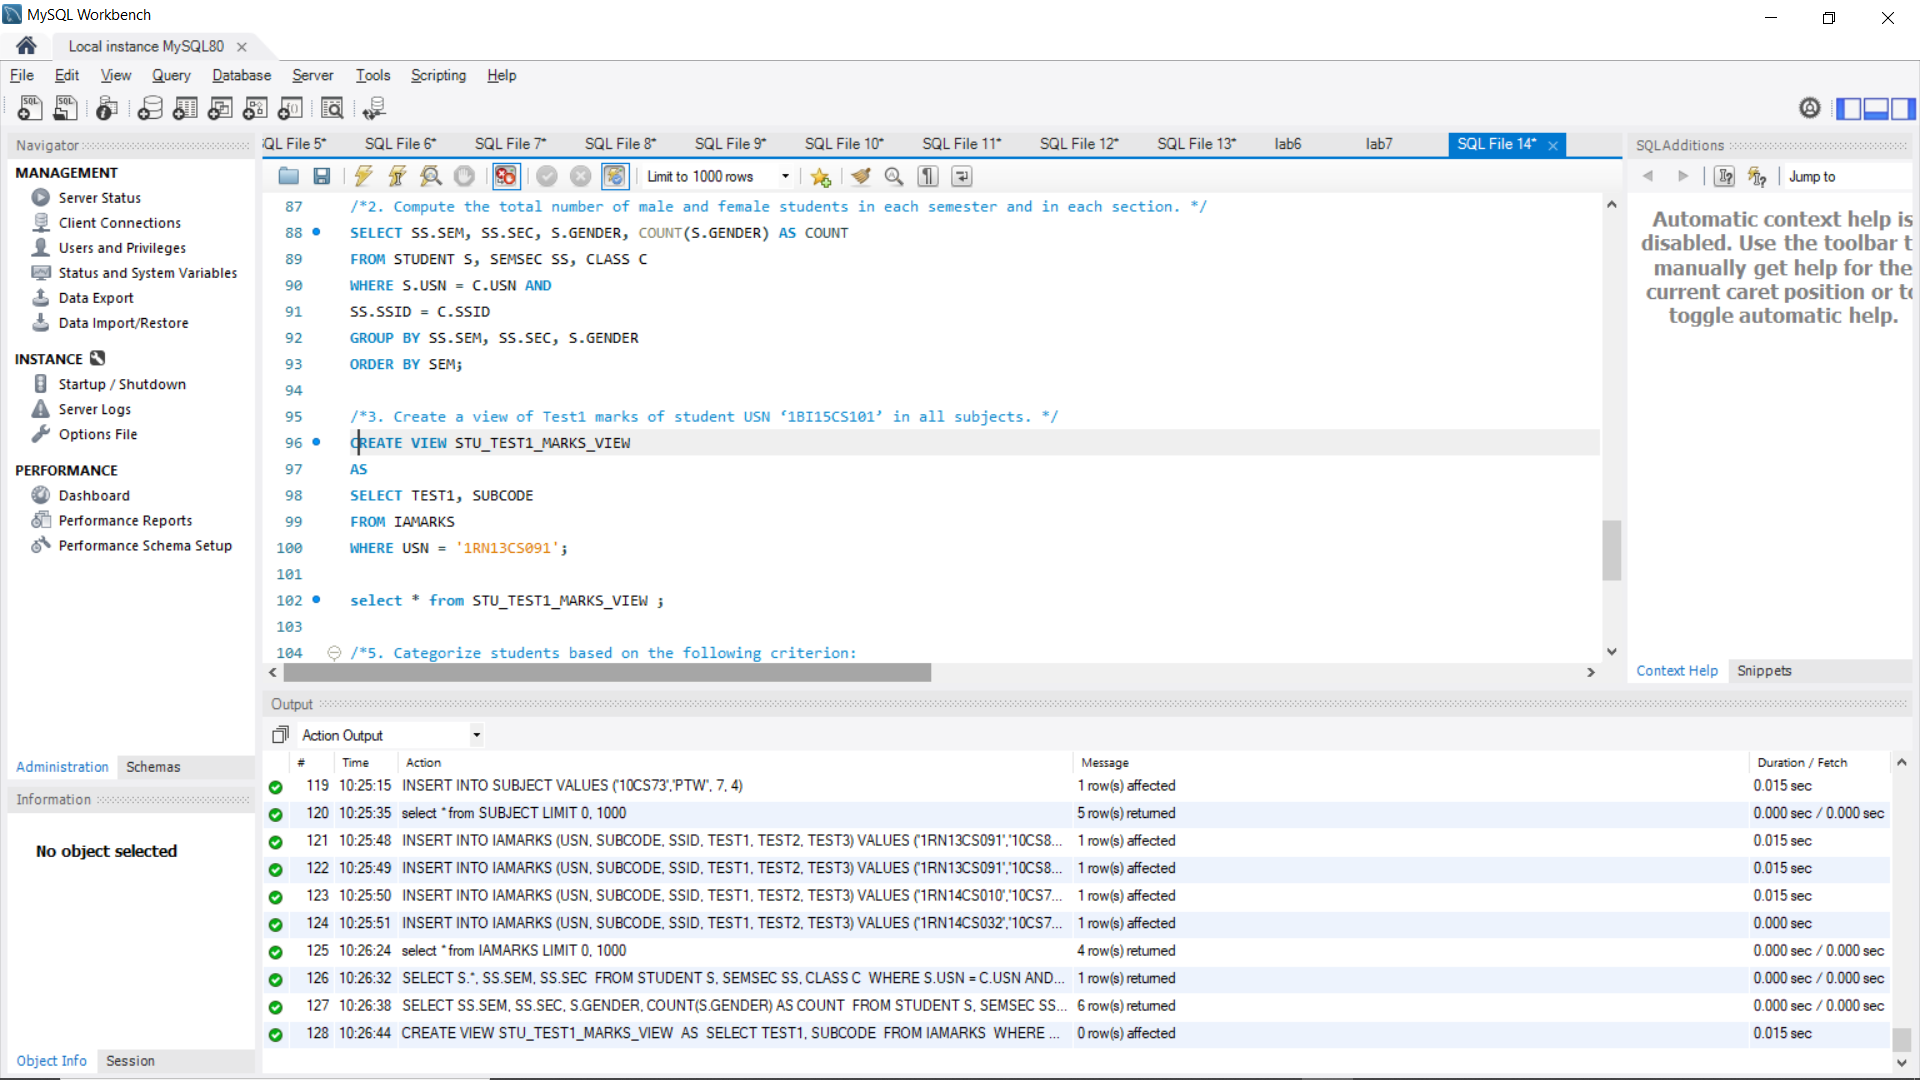 MySQL Workbench
Local instance MySQL80
File Edit View Query Database Server Tools Scripting Help
Navigator
MANAGEMENT
Server Status
Client Connections
Users and Privileges
Status and System Variables
Data Export
Data Import/Restore
INSTANCE
Startup / Shutdown
Server Logs
Options File
PERFORMANCE
Dashboard
Performance Reports
Performance Schema Setup
Administration Schemas
Information
No object selected
Object Info Session
QL File 5* SQL File 6* SQL File 7* SQL File 8* SQL File 9* SQL File 10* SQL File 11* SQL File 12* SQL File 13* lab6 lab7 SQL File 14*
Limit to 1000 rows
87 /*2. Compute the total number of male and female students in each semester and in each section. */
88 SELECT SS.SEM, SS.SEC, S.GENDER, COUNT(S.GENDER) AS COUNT
89 FROM STUDENT S, SEMSEC SS, CLASS C
90 WHERE S.USN = C.USN AND
91 SS.SSID = C.SSID
92 GROUP BY SS.SEM, SS.SEC, S.GENDER
93 ORDER BY SEM;
94
95 /*3. Create a view of Test1 marks of student USN ‘1BI15CS101’ in all subjects. */
96 CREATE VIEW STU_TEST1_MARKS_VIEW
97 AS
98 SELECT TEST1, SUBCODE
99 FROM IAMARKS
100 WHERE USN = '1RN13CS091';
101
102 select * from STU_TEST1_MARKS_VIEW ;
103
104 /*5. Categorize students based on the following criterion:
SQLAdditions
Jump to
Automatic context help is
disabled. Use the toolbar t
manually get help for the
current caret position or to
toggle automatic help.
Context Help Snippets
Output
Action Output
# Time Action Message Duration / Fetch
119 10:25:15 INSERT INTO SUBJECT VALUES ('10CS73',"PTW", 7, 4) 1 row(s) affected 0.015 sec
120 10:25:35 select * from SUBJECT LIMIT 0, 1000 5 row(s) returned 0.000 sec / 0.000 sec
121 10:25:48 INSERT INTO IAMARKS (USN, SUBCODE, SSID, TEST1, TEST2, TEST3) VALUES ('1RN13CS091','10CS8... 1 row(s) affected 0.015 sec
122 10:25:49 INSERT INTO IAMARKS (USN, SUBCODE, SSID, TEST1, TEST2, TEST3) VALUES ('1RN13CS091','10CS8... 1 row(s) affected 0.015 sec
123 10:25:50 INSERT INTO IAMARKS (USN, SUBCODE, SSID, TEST1, TEST2, TEST3) VALUES ('1RN14CS010','10CS7... 1 row(s) affected 0.015 sec
124 10:25:51 INSERT INTO IAMARKS (USN, SUBCODE, SSID, TEST1, TEST2, TEST3) VALUES ('1RN14CS032','10CS7... 1 row(s) affected 0.000 sec
125 10:26:24 select * from IAMARKS LIMIT 0, 1000 4 row(s) returned 0.000 sec / 0.000 sec
126 10:26:32 SELECT S.*, SS.SEM, SS.SEC FROM STUDENT S, SEMSEC SS, CLASS C WHERE S.USN = C.USN AND... 1 row(s) returned 0.000 sec / 0.000 sec
127 10:26:38 SELECT SS.SEM, SS.SEC, S.GENDER, COUNT(S.GENDER) AS COUNT FROM STUDENT S, SEMSEC SS... 6 row(s) returned 0.000 sec / 0.000 sec
128 10:26:44 CREATE VIEW STU_TEST1_MARKS_VIEW AS SELECT TEST1, SUBCODE FROM IAMARKS WHERE ... 0 row(s) affected 0.015 sec